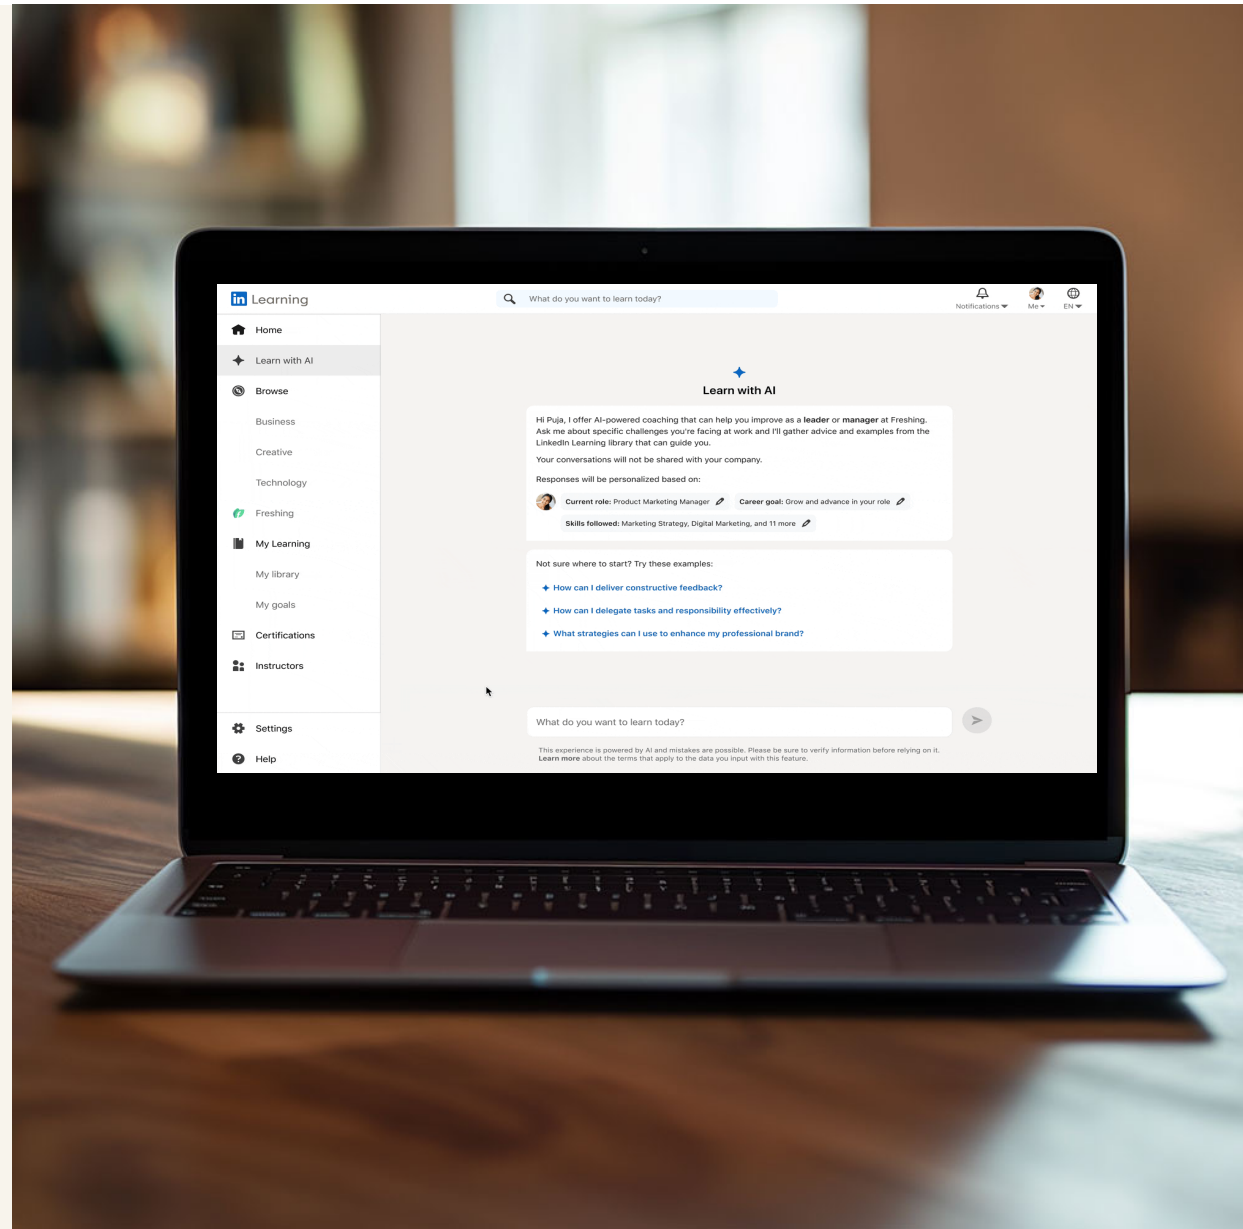 in Learning
What do you want to learn today?
Notifications
Me
EN
Home
Learn with AI
Browse
Business
Creative
Technology
Freshing
My Learning
My library
My goals
Certifications
Instructors
Settings
Help
Learn with AI
Hi Puja, I offer AI-powered coaching that can help you improve as a leader or manager at Freshing.
Ask me about specific challenges you're facing at work and I'll gather advice and examples from the
LinkedIn Learning library that can guide you.
Your conversations will not be shared with your company.
Responses will be personalized based on:
Current role: Product Marketing Manager
Career goal: Grow and advance in your role
Skills followed: Marketing Strategy, Digital Marketing, and 11 more
Not sure where to start? Try these examples:
How can I deliver constructive feedback?
How can I delegate tasks and responsibility effectively?
What strategies can I use to enhance my professional brand?
What do you want to learn today?
This experience is powered by AI and mistakes are possible. Please be sure to verify information before relying on it.
Learn more about the terms that apply to the data you input with this feature.